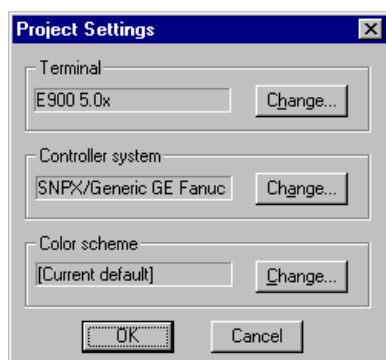 Project Settings
Terminal
E900 5.0x
Change...
Controller system
SNPX/Generic GE Fanuc
Change...
Color scheme
[Current default]
Change...
OK
Cancel